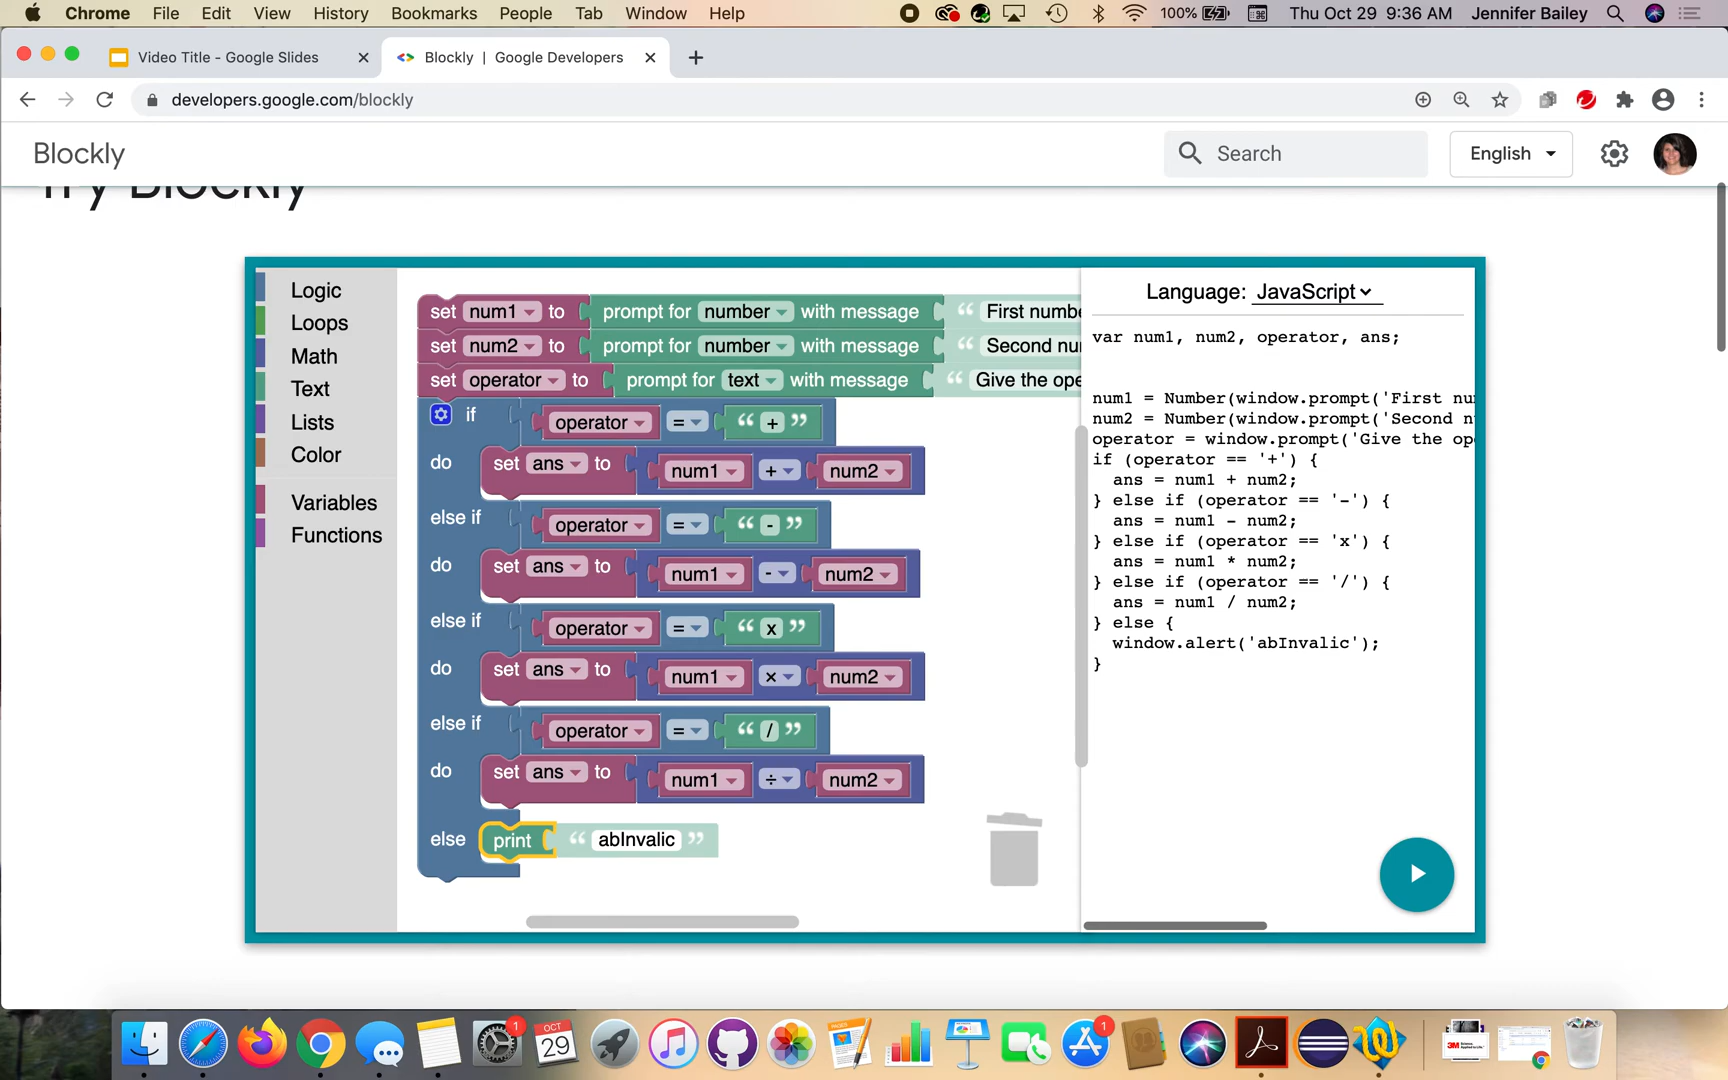 Chrome File Edit View History Bookmarks People Tab Window Help 100% Thu Oct 29 9:36 AM Jennifer Bailey
Video Title - Google Slides Blockly | Google Developers
developers.google.com/blockly
Blockly Search English
Try Blockly
Logic
Loops
Math
Text
Lists
Color
Variables
Functions
set num1 to prompt for number with message “ First numbe
set num2 to prompt for number with message “ Second nu
set operator to prompt for text with message “ Give the ope
if operator = “ + ”
do set ans to num1 + num2
else if operator = “ - ”
do set ans to num1 - num2
else if operator = “ x ”
do set ans to num1 × num2
else if operator = “ / ”
do set ans to num1 ÷ num2
else print “ abInvalic ”
Language: JavaScript
var num1, num2, operator, ans;
num1 = Number(window.prompt('First nu
num2 = Number(window.prompt('Second n
operator = window.prompt('Give the op
if (operator == '+') {
ans = num1 + num2;
} else if (operator == '-') {
ans = num1 - num2;
} else if (operator == 'x') {
ans = num1 * num2;
} else if (operator == '/') {
ans = num1 / num2;
} else {
window.alert('abInvalic');
}
1
OCT
29
1
PAGES
3M